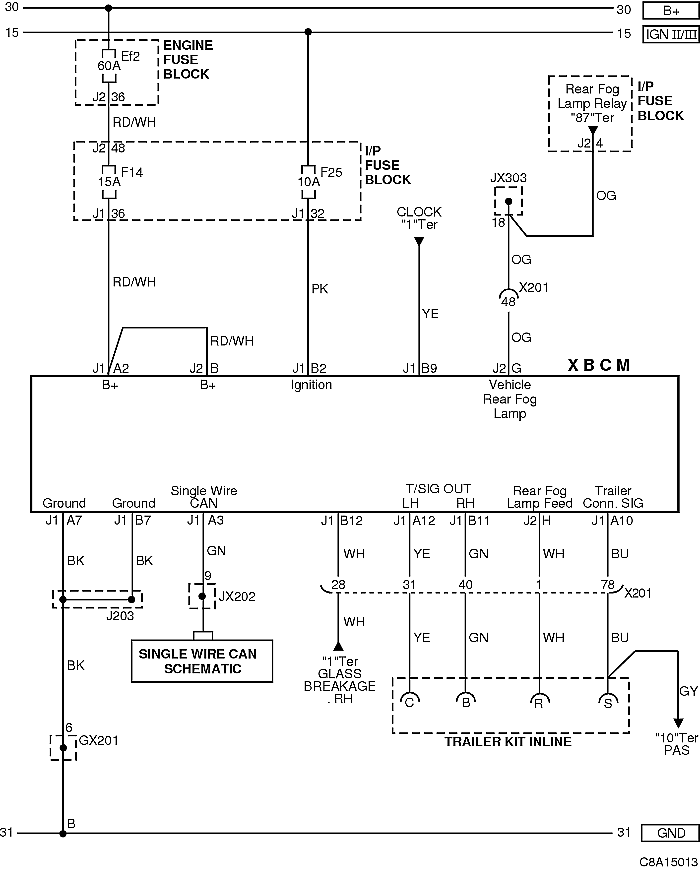 30 30 B+
15 15 IGN II/III
ENGINE
FUSE
BLOCK
Ef2
60A
J2 36
RD/WH
J2 48
F14
15A
J1 36
F25
10A
J1 32
I/P
FUSE
BLOCK
Rear Fog
Lamp Relay
"87"Ter
J2 4
I/P
FUSE
BLOCK
JX303
18
OG
CLOCK
"1"Ter
OG
X201
48
RD/WH
PK
YE
RD/WH
OG
J1 A2
B+
J2 B
B+
J1 B2
Ignition
J1 B9
J2 G
Vehicle
Rear Fog
Lamp
XBCM
Ground
J1 A7
Ground
J1 B7
Single Wire
CAN
J1 A3
J1 B12
T/SIG OUT
LH RH
J1 A12
J1 B11
Rear Fog
Lamp Feed
J2 H
Trailer
Conn. SIG
J1 A10
BK
BK
GN
WH
YE
GN
WH
BU
9
JX202
J203
28 31 40 1 78
X201
WH
YE
GN
WH
BU
SINGLE WIRE CAN
SCHEMATIC
"1"Ter
GLASS
BREAKAGE
. RH
BK
C B R S
TRAILER KIT INLINE
GY
"10"Ter
PAS
6
GX201
B
31 31 GND
C8A15013